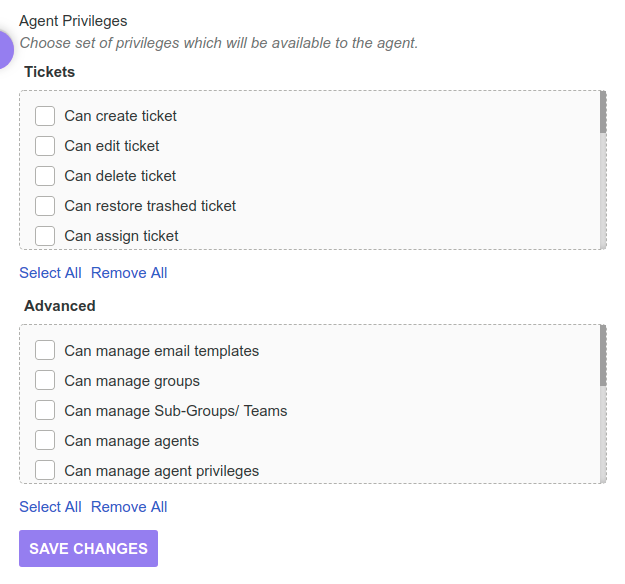 Agent Privileges
Choose set of privileges which will be available to the agent.
Tickets
Can create ticket
Can edit ticket
Can delete ticket
Can restore trashed ticket
Can assign ticket
Select All Remove All
Advanced
Can manage email templates
Can manage groups
Can manage Sub-Groups/ Teams
Can manage agents
Can manage agent privileges
Select All Remove All
SAVE CHANGES